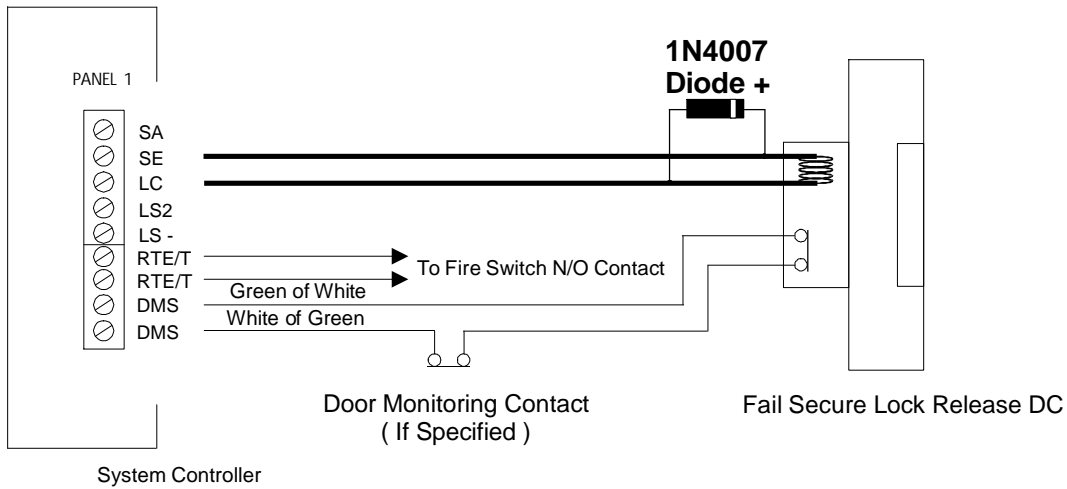 1N4007
Diode +
PANEL 1
SA
SE
LC
LS2
LS -
RTE/T
RTE/T
To Fire Switch N/O Contact
Green of White
DMS
White of Green
DMS
Door Monitoring Contact
( If Specified )
Fail Secure Lock Release DC
System Controller